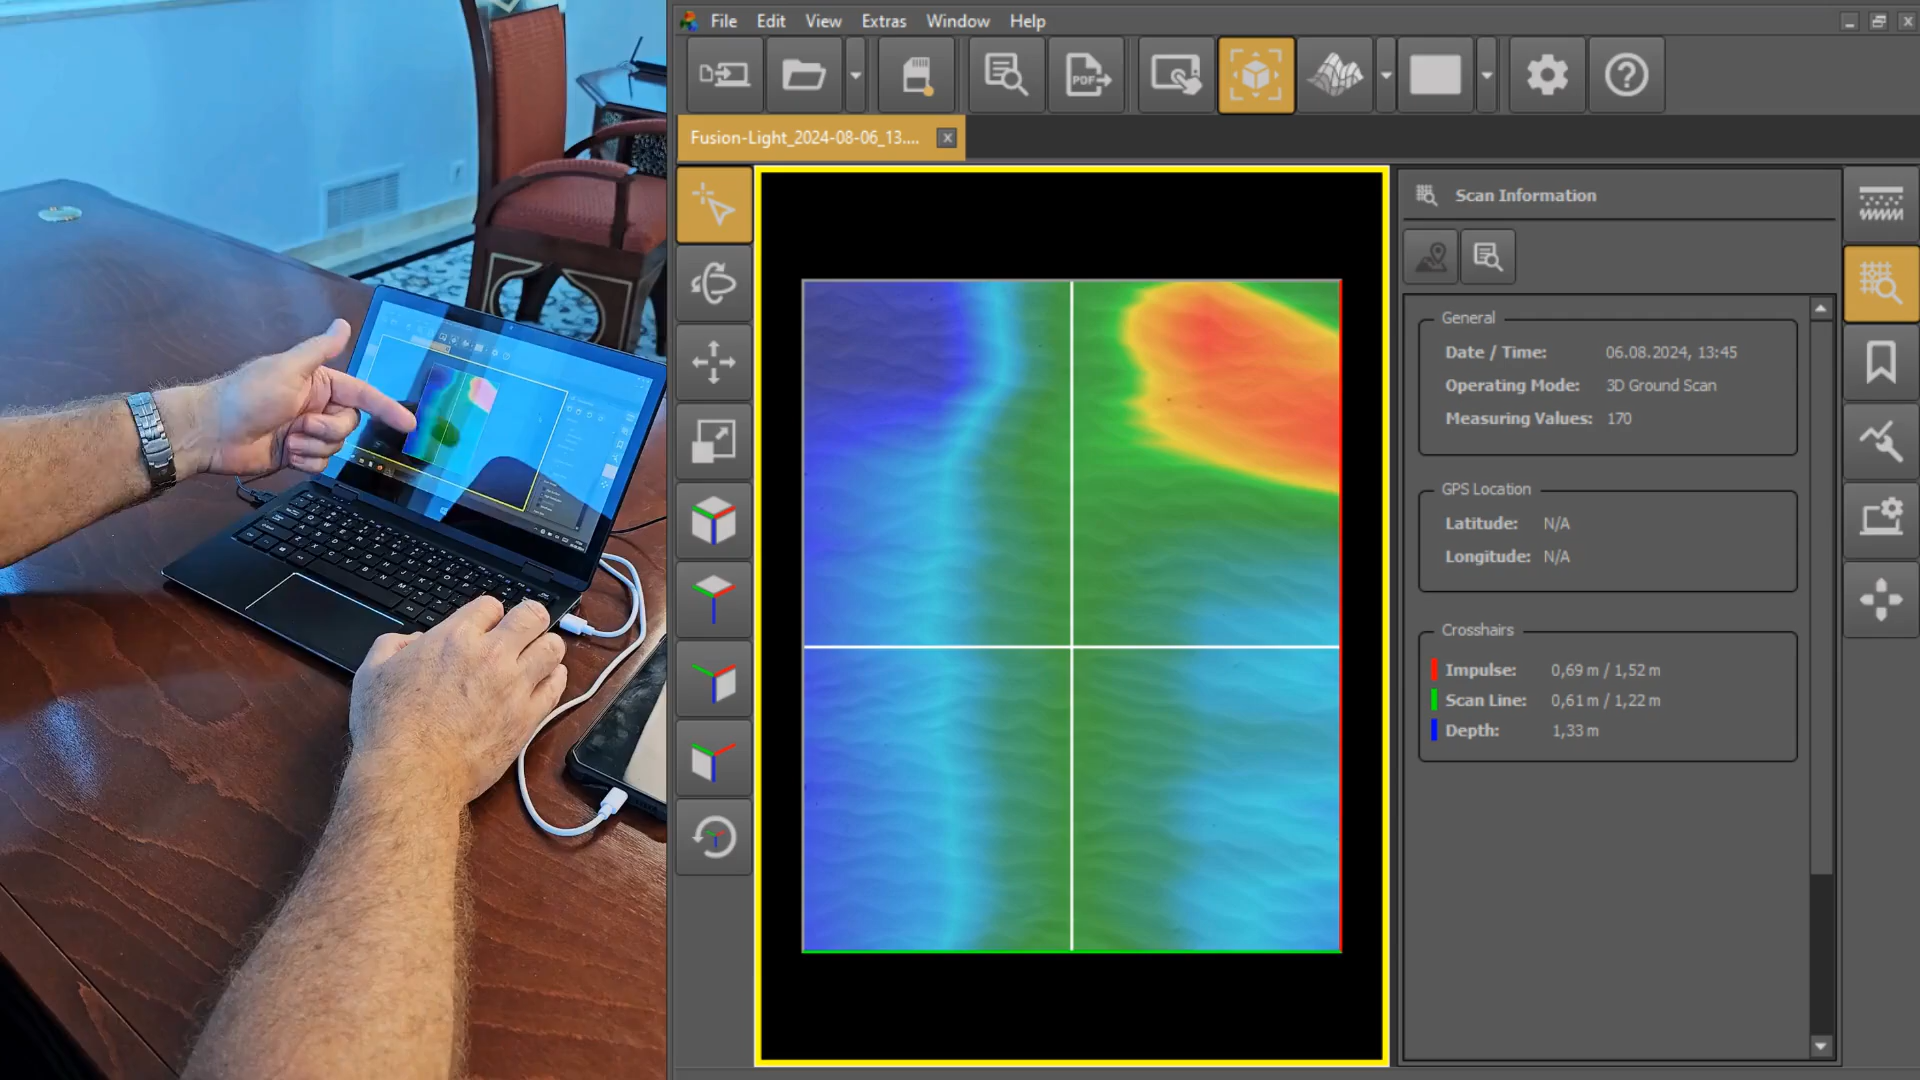 File Edit View Extras Window Help
PDF
Fusion-Light_2024-08-06_13....
Scan Information
General
Date / Time: 06.08.2024, 13:45
Operating Mode: 3D Ground Scan
Measuring Values: 170
GPS Location
Latitude: N/A
Longitude: N/A
Crosshairs
Impulse: 0,69 m / 1,52 m
Scan Line: 0,61 m / 1,22 m
Depth: 1,33 m